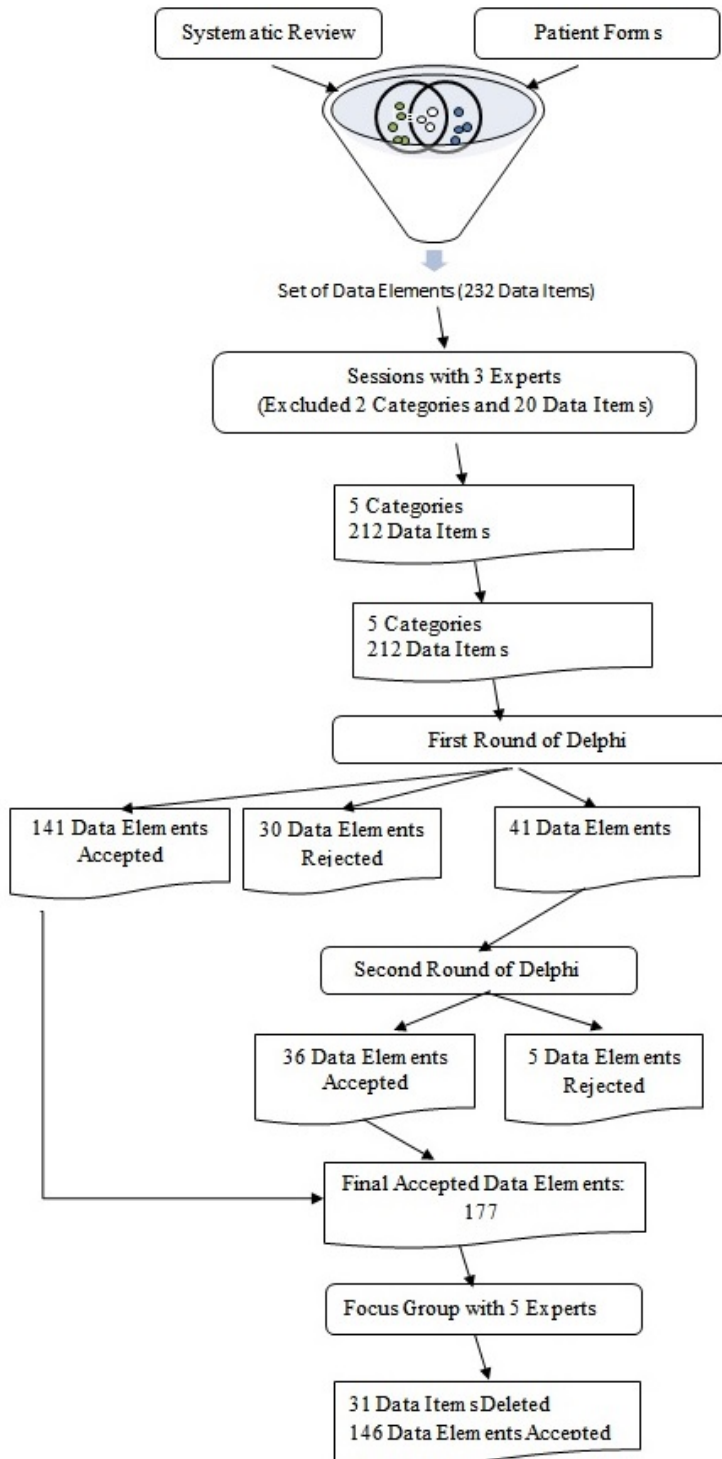 Systematic Review
Patient Forms
Set of Data Elements (232 Data Items)
Sessions with 3 Experts
(Excluded 2 Categories and 20 Data Items)
5 Categories
212 Data Items
5 Categories
212 Data Items
First Round of Delphi
141 Data Elements
Accepted
30 Data Elements
Rejected
41 Data Elements
Second Round of Delphi
36 Data Elements
Accepted
5 Data Elements
Rejected
Final Accepted Data Elements:
177
Focus Group with 5 Experts
31 Data Items Deleted
146 Data Elements Accepted